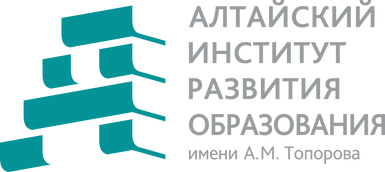 АЛТАЙСКИЙ
ИНСТИТУТ
РАЗВИТИЯ
ОБРАЗОВАНИЯ
имени А.М. Топорова